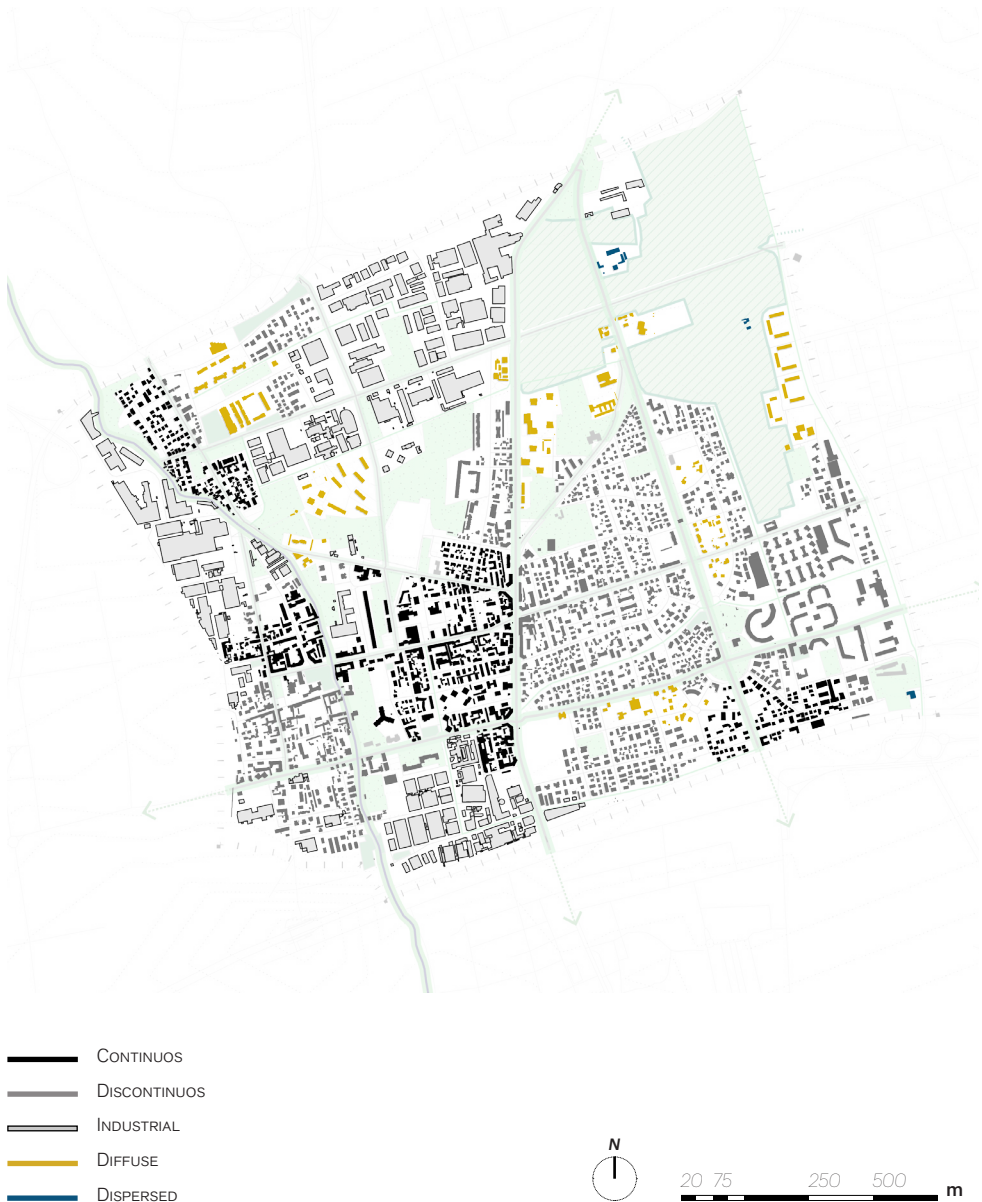 Continuos
Discontinuos
Industrial
Diffuse
Dispersed
N
20 75 250 500 m